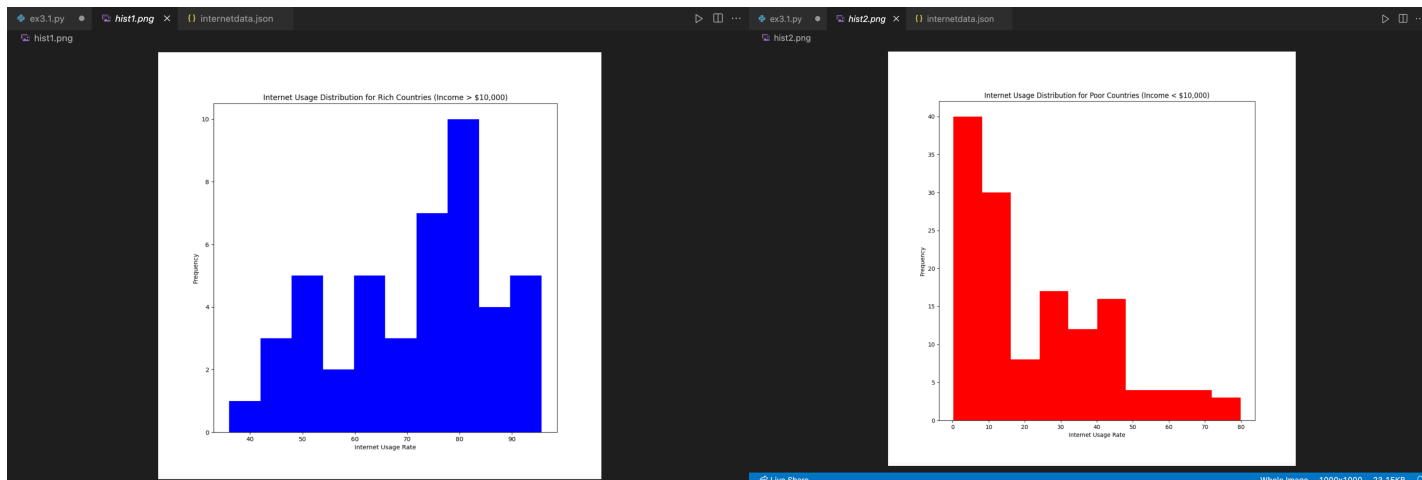 ex3.1.py
hist1.png
internetdata.json
hist1.png
Internet Usage Distribution for Rich Countries (Income > $10,000)
10
8
6
4
2
0
Frequency
40 50 60 70 80 90
Internet Usage Rate
ex3.1.py
hist2.png
internetdata.json
hist2.png
Internet Usage Distribution for Poor Countries (Income < $10,000)
40
35
30
25
20
15
10
5
0
Frequency
0 10 20 30 40 50 60 70 80
Internet Usage Rate
Live Share
Whole Image 1000x1000 23.15KB